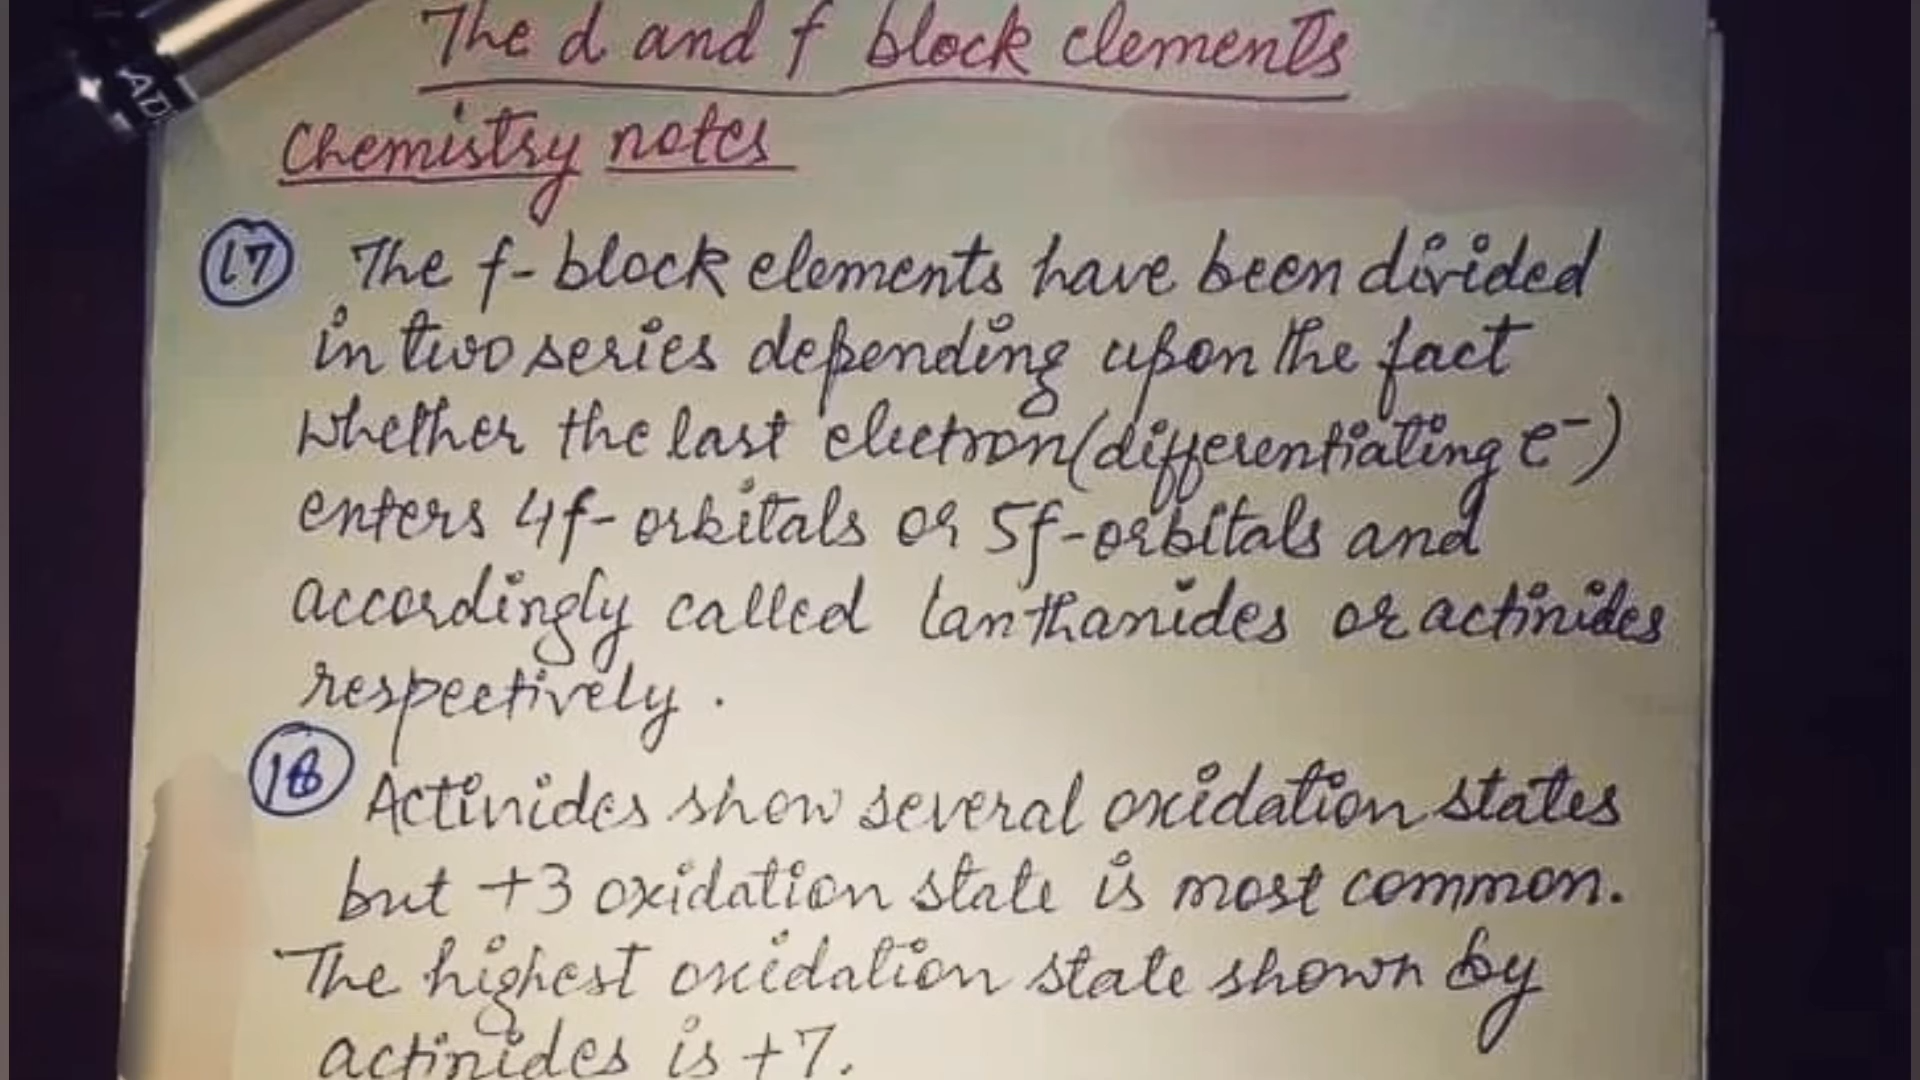 The d and f block elements
Chemistry notes
17 The f-block elements have been divided
in two series depending upon the fact
whether the last electron (differentiating e⁻)
enters 4f-orbitals or 5f-orbitals and
accordingly called lanthanides or actinides
respectively.
18 Actinides show several oxidation states
but +3 oxidation state is most common.
The highest oxidation state shown by
actinides is +7.
AD